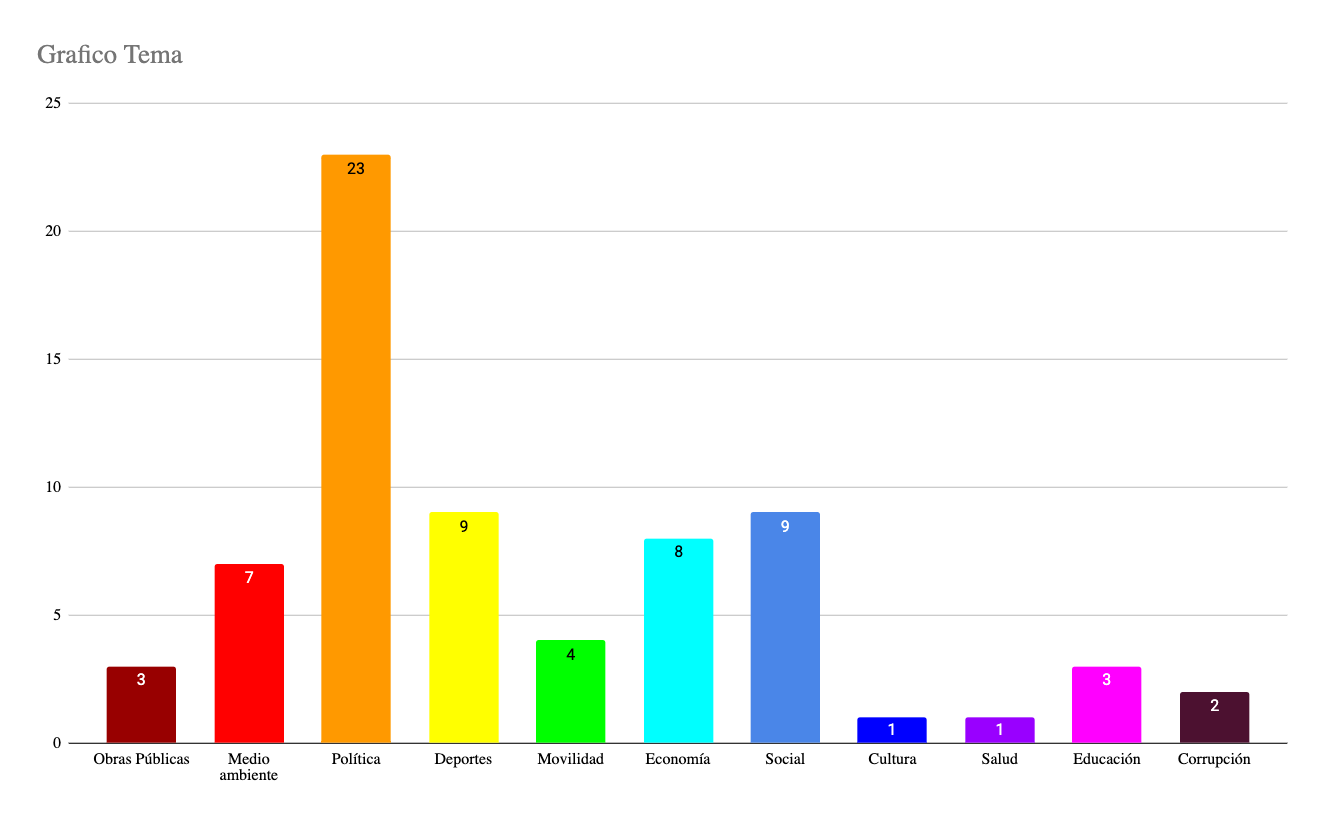 Grafico Tema
25
20
15
10
5
0
3
7
23
9
4
8
9
1
1
3
2
Obras Públicas
Medio
ambiente
Política
Deportes
Movilidad
Economía
Social
Cultura
Salud
Educación
Corrupción